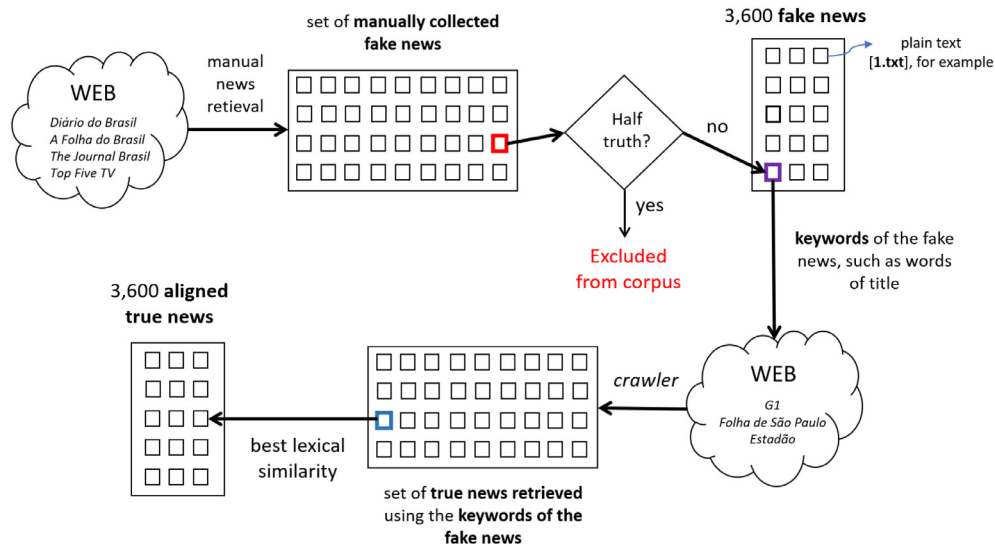 WEB
Diário do Brasil
A Folha do Brasil
The Journal Brasil
Top Five TV
manual
news
retieval
set of manually collected
fake news
Half
truth?
no
yes
Excluded
from corpus
3,600 fake news
plain text
[1.txt], for example
keywords of the fake
news, such as words
of title
WEB
G1
Folha de São Paulo
Estadão
crawler
set of true news retrieved
using the keywords of the
fake news
best lexical
similarity
3,600 aligned
true news